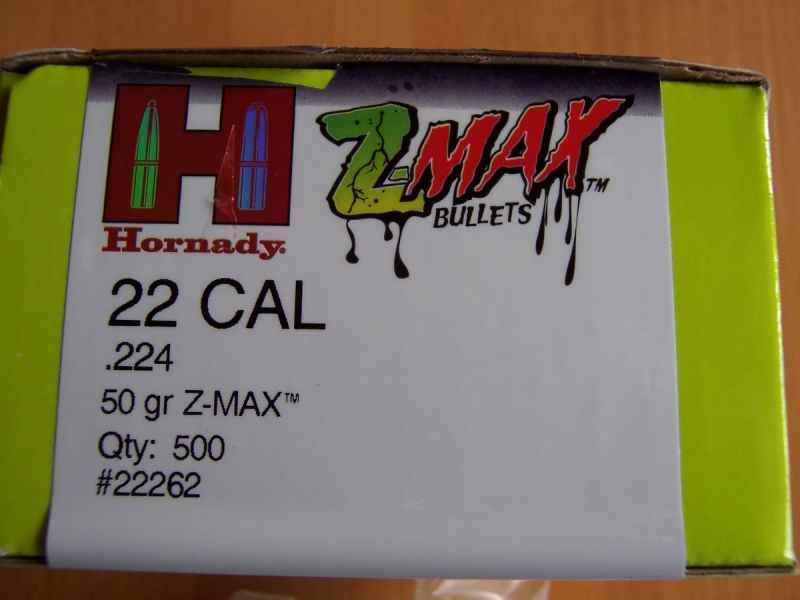 H
Hornady.
Z-MAX™
BULLETS
22 CAL
.224
50 gr Z-MAX™
Qty: 500
#22262